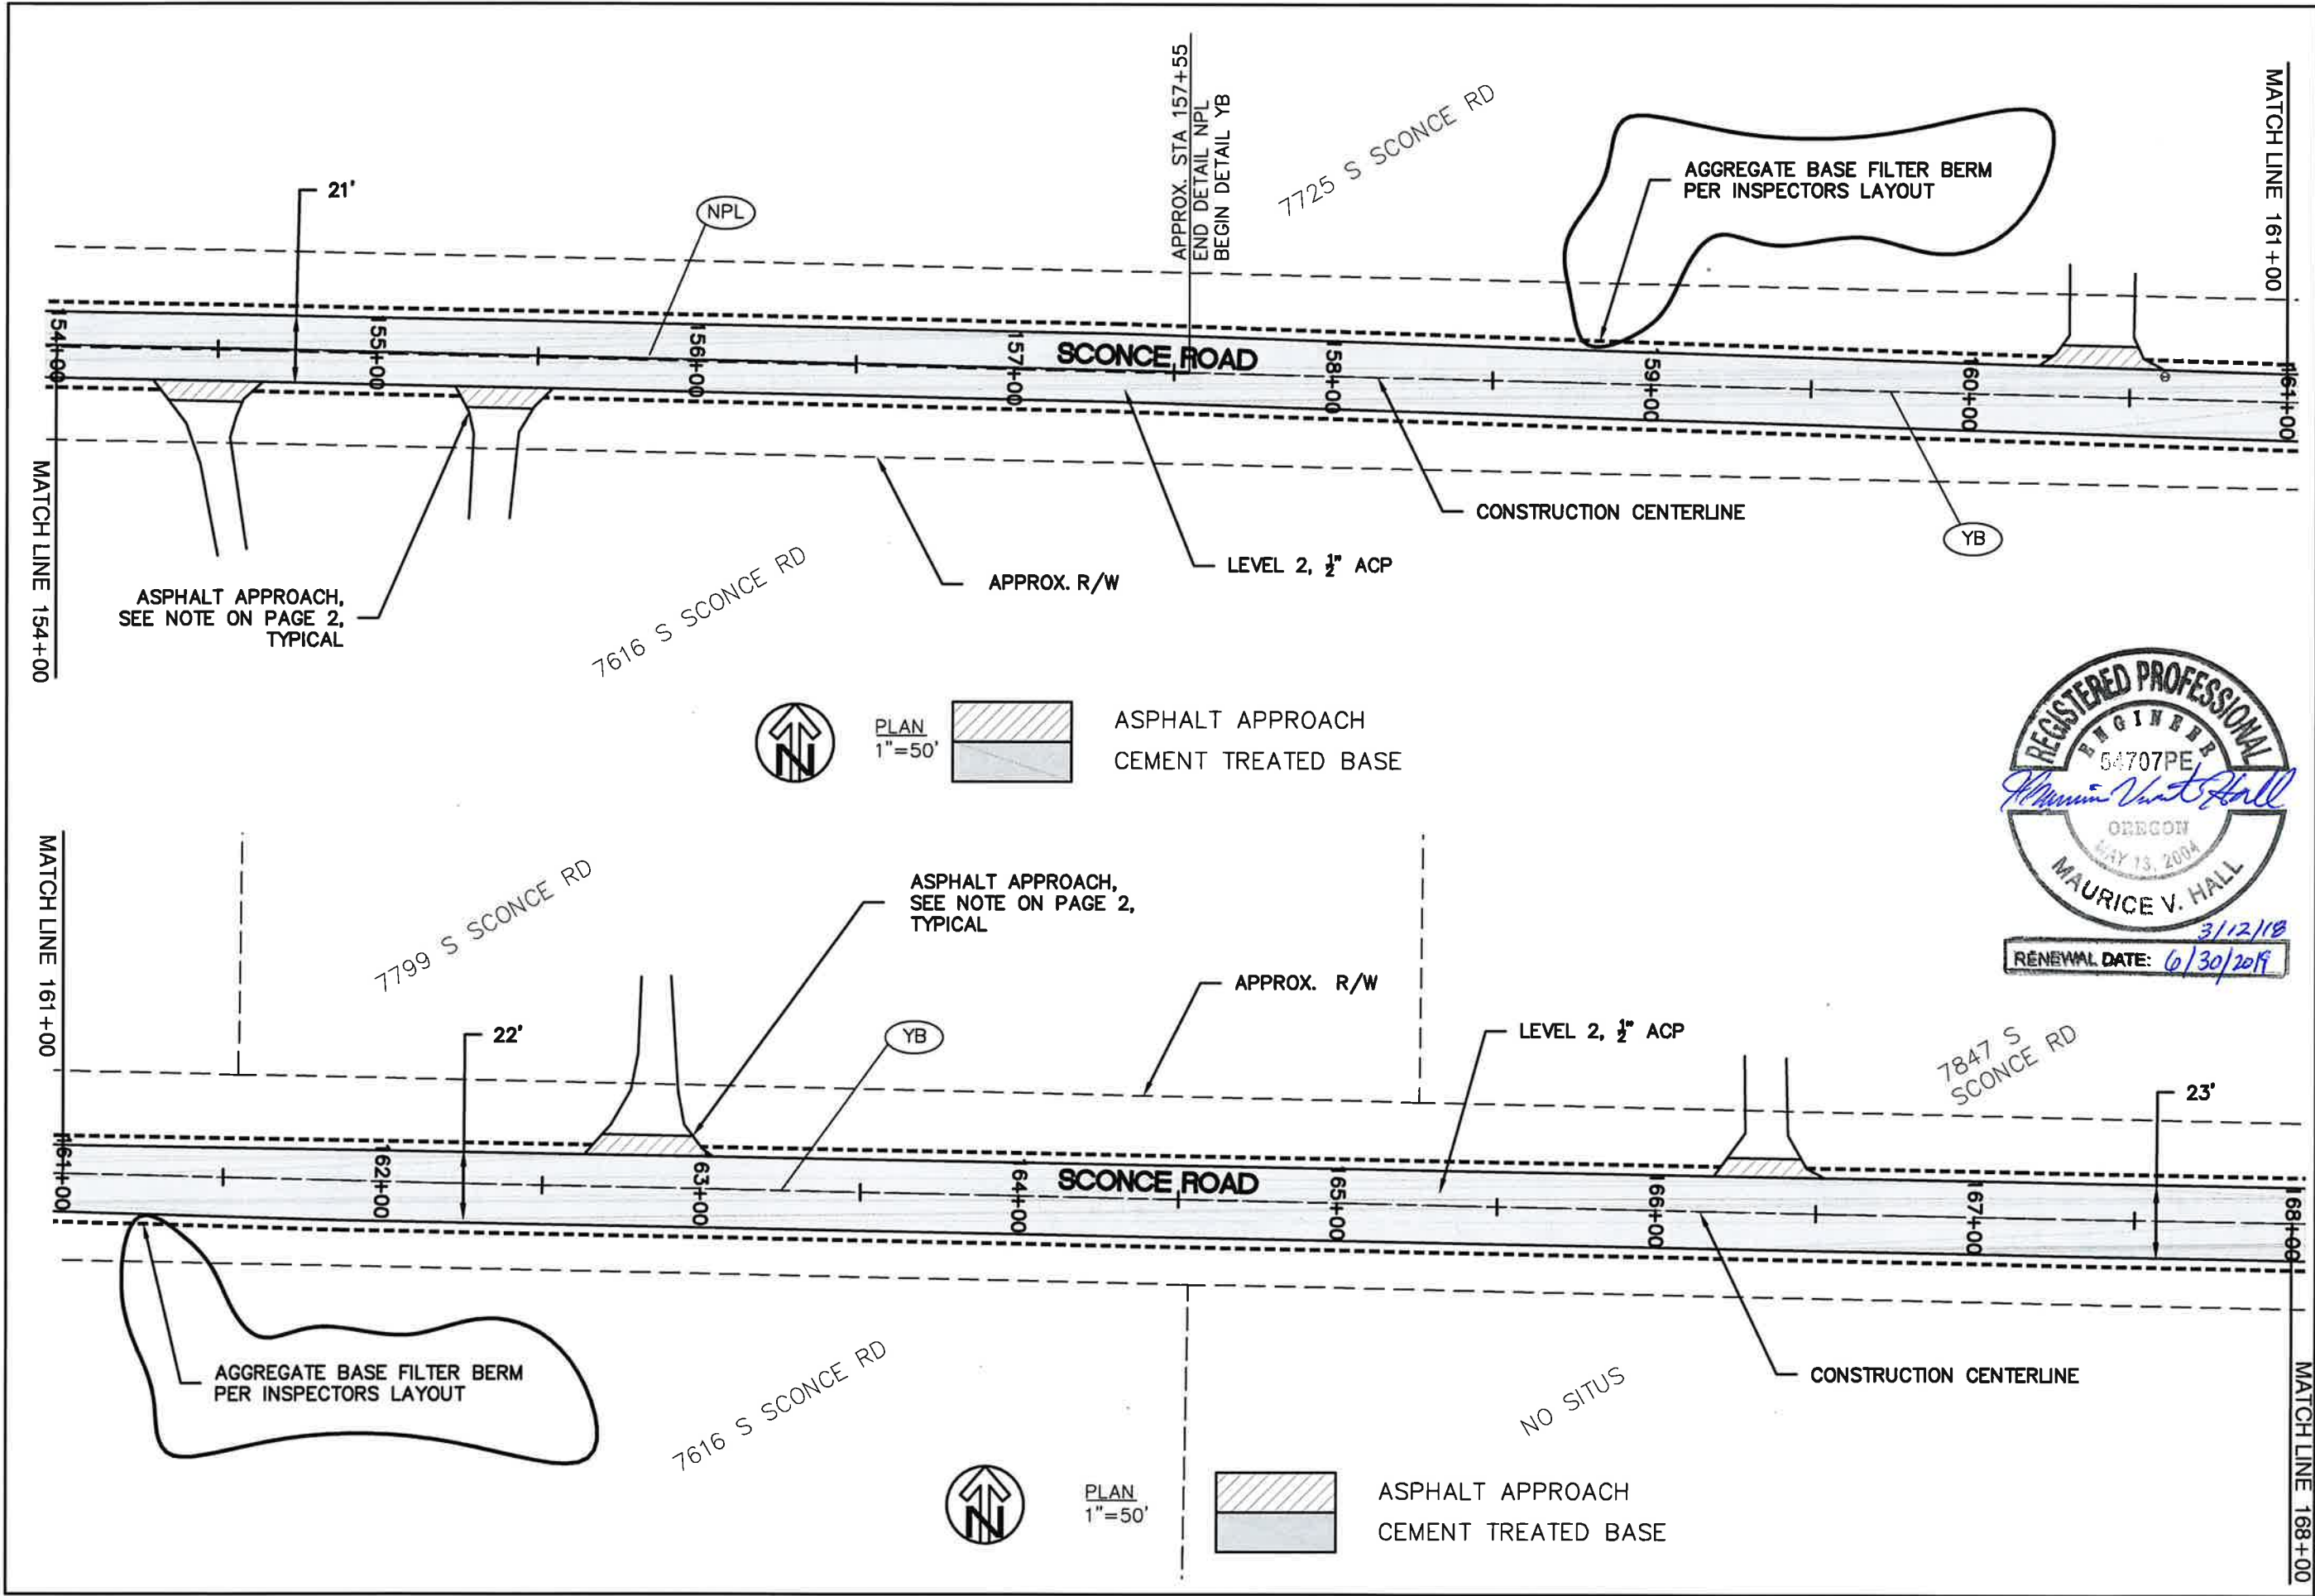 APPROX. STA 157+55
END DETAIL NPL
BEGIN DETAIL YB
7725 S SCONCE RD
MATCH LINE 161+00
21'
NPL
AGGREGATE BASE FILTER BERM
PER INSPECTORS LAYOUT
154+00
155+00
156+00
157+00
SCONCE ROAD
158+00
159+00
160+00
161+00
MATCH LINE 154+00
ASPHALT APPROACH,
SEE NOTE ON PAGE 2,
TYPICAL
7616 S SCONCE RD
APPROX. R/W
LEVEL 2, ½" ACP
CONSTRUCTION CENTERLINE
YB
PLAN
1"=50'
ASPHALT APPROACH
CEMENT TREATED BASE
REGISTERED PROFESSIONAL
ENGINEER
54707PE
OREGON
MAY 13, 2004
MAURICE V. HALL
3/12/18
RENEWAL DATE: 6/30/2019
MATCH LINE 161+00
7799 S SCONCE RD
ASPHALT APPROACH,
SEE NOTE ON PAGE 2,
TYPICAL
22'
YB
APPROX. R/W
LEVEL 2, ½" ACP
7847 S
SCONCE RD
23'
161+00
162+00
163+00
164+00
SCONCE ROAD
165+00
166+00
167+00
168+00
AGGREGATE BASE FILTER BERM
PER INSPECTORS LAYOUT
7616 S SCONCE RD
NO SITUS
CONSTRUCTION CENTERLINE
MATCH LINE 168+00
PLAN
1"=50'
ASPHALT APPROACH
CEMENT TREATED BASE